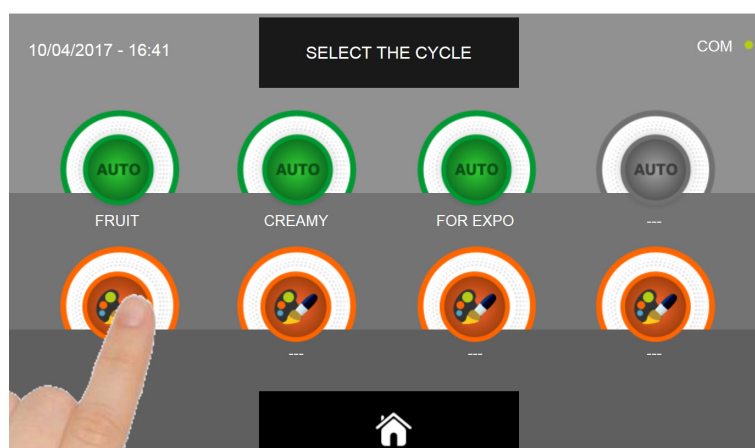 10/04/2017 - 16:41
SELECT THE CYCLE
COM
AUTO
AUTO
AUTO
AUTO
FRUIT
CREAMY
FOR EXPO
---
---
---
---